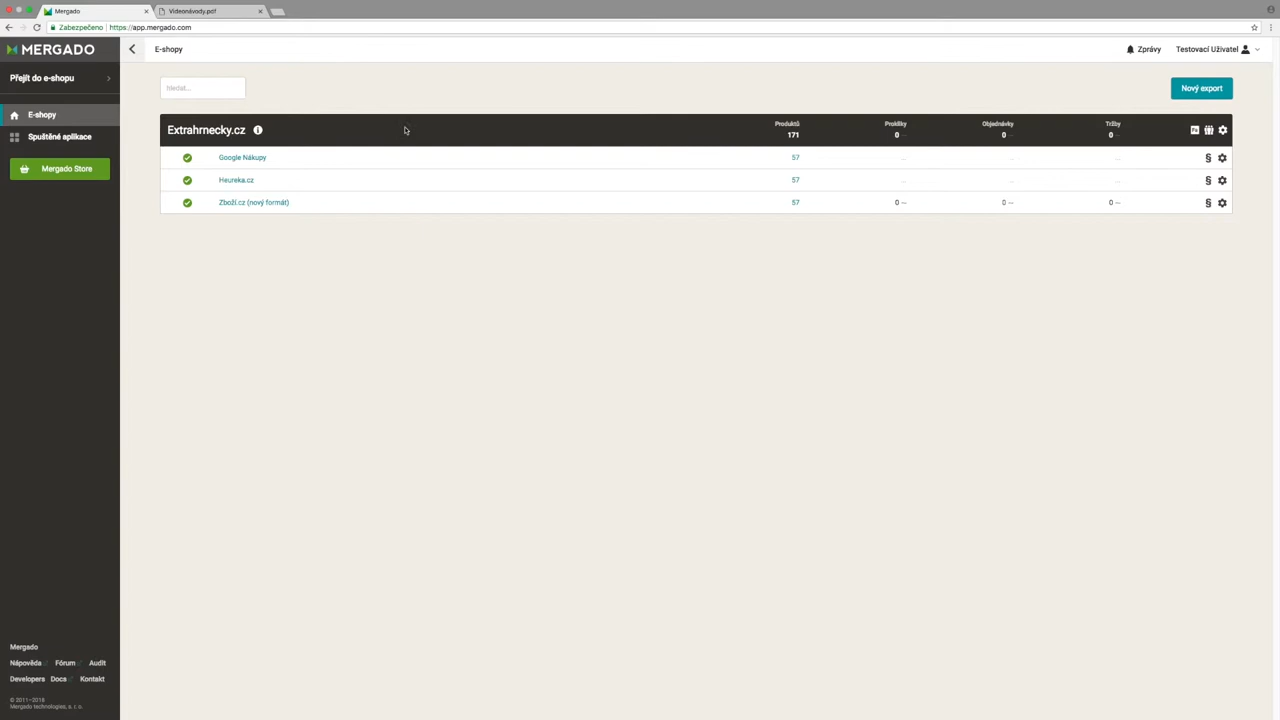 Mergado
Videonávody.pdf
Zabezpečeno https://app.mergado.com
MERGADO
E-shopy
Zprávy
Testovací Uživatel
Přejít do e-shopu
hledat...
Nový export
E-shopy
Spuštěné aplikace
Mergado Store
Extrahrnecky.cz
Produktů
171
Prokliky
0
Objednávky
0
Tržby
0
Google Nákupy 57 ... ... ... §
Heureka.cz 57 ... ... ... §
Zboží.cz (nový formát) 57 0 0 0 §
Mergado
Nápověda Fórum Audit
Developers Docs Kontakt
© 2011–2018
Mergado technologies, s. r. o.